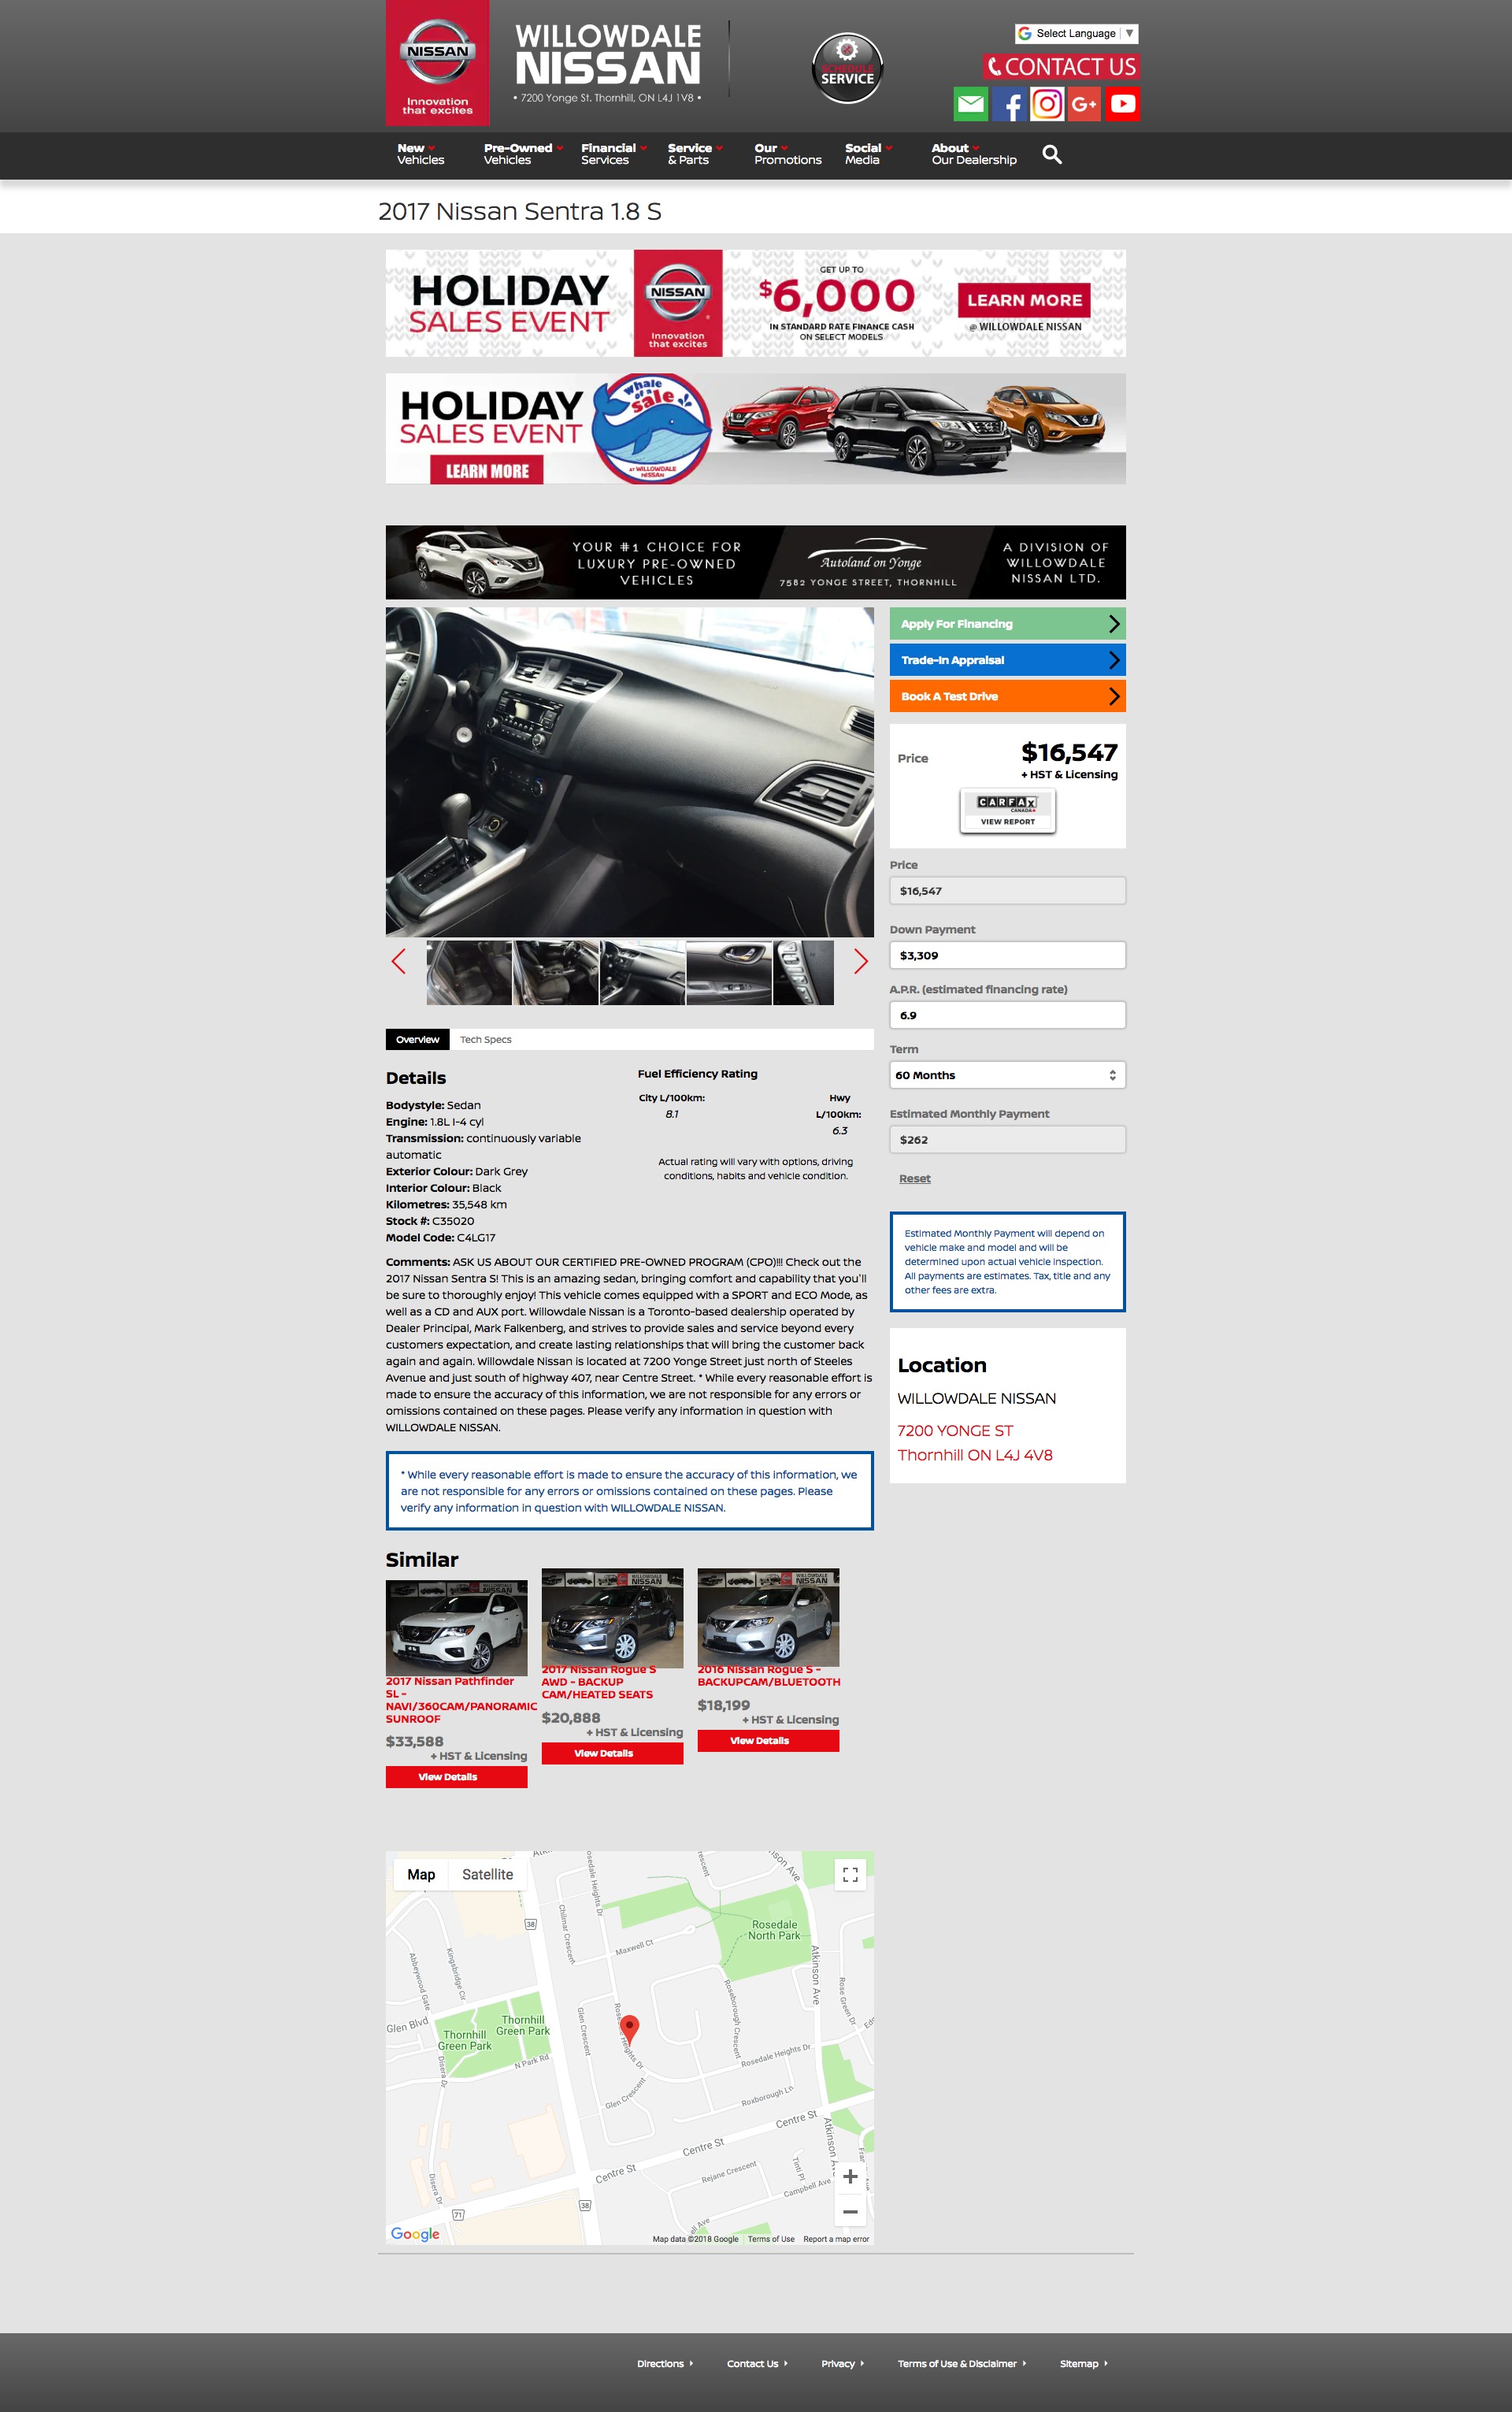 NISSAN
Innovation
that excites
WILLOWDALE
NISSAN
• 7200 Yonge St. Thornhill, ON L4J 1V8 •
SCHEDULE
SERVICE
G Select Language ▼
CONTACT US
G+
New
Vehicles
Pre-Owned
Vehicles
Financial
Services
Service
& Parts
Our
Promotions
Social
Media
About
Our Dealership
2017 Nissan Sentra 1.8 S
HOLIDAY
SALES EVENT
NISSAN
Innovation
that excites
GET UP TO
$6,000
IN STANDARD RATE FINANCE CASH
ON SELECT MODELS
LEARN MORE
@ WILLOWDALE NISSAN
HOLIDAY
SALES EVENT
LEARN MORE
Whale
of a
Sale!
AT WILLOWDALE
NISSAN
YOUR #1 CHOICE FOR
LUXURY PRE-OWNED
VEHICLES
Autoland on Yonge
7582 YONGE STREET, THORNHILL
A DIVISION OF
WILLOWDALE
NISSAN LTD.
Apply For Financing
Trade-In Appraisal
Book A Test Drive
Price
$16,547
+ HST & Licensing
CARFAX
CANADA
VIEW REPORT
Price
$16,547
Down Payment
$3,309
A.P.R. (estimated financing rate)
6.9
Term
60 Months
Estimated Monthly Payment
$262
Reset
Estimated Monthly Payment will depend on
vehicle make and model and will be
determined upon actual vehicle inspection.
All payments are estimates. Tax, title and any
other fees are extra.
Location
WILLOWDALE NISSAN
7200 YONGE ST
Thornhill ON L4J 4V8
Overview
Tech Specs
Details
Bodystyle: Sedan
Engine: 1.8L I-4 cyl
Transmission: continuously variable
automatic
Exterior Colour: Dark Grey
Interior Colour: Black
Kilometres: 35,548 km
Stock #: C35020
Model Code: C4LG17
Fuel Efficiency Rating
City L/100km:
8.1
Hwy
L/100km:
6.3
Actual rating will vary with options, driving
conditions, habits and vehicle condition.
Comments: ASK US ABOUT OUR CERTIFIED PRE-OWNED PROGRAM (CPO)!!! Check out the
2017 Nissan Sentra S! This is an amazing sedan, bringing comfort and capability that you'll
be sure to thoroughly enjoy! This vehicle comes equipped with a SPORT and ECO Mode, as
well as a CD and AUX port. Willowdale Nissan is a Toronto-based dealership operated by
Dealer Principal, Mark Falkenberg, and strives to provide sales and service beyond every
customers expectation, and create lasting relationships that will bring the customer back
again and again. Willowdale Nissan is located at 7200 Yonge Street just north of Steeles
Avenue and just south of highway 407, near Centre Street. * While every reasonable effort is
made to ensure the accuracy of this information, we are not responsible for any errors or
omissions contained on these pages. Please verify any information in question with
WILLOWDALE NISSAN.
* While every reasonable effort is made to ensure the accuracy of this information, we
are not responsible for any errors or omissions contained on these pages. Please
verify any information in question with WILLOWDALE NISSAN.
Similar
2017 Nissan Pathfinder
SL -
NAVI/360CAM/PANORAMIC
SUNROOF
$33,588
+ HST & Licensing
View Details
2017 Nissan Rogue S
AWD - BACKUP
CAM/HEATED SEATS
$20,888
+ HST & Licensing
View Details
2016 Nissan Rogue S -
BACKUPCAM/BLUETOOTH
$18,199
+ HST & Licensing
View Details
Map
Satellite
38
Chilmar Crescent
Maxwell Ct
Rosedale
North Park
Atkinson Ave
Abbeywood Gate
Kingsbridge Cir
Glen Blvd
Thornhill
Green Park
Thornhill
Green Park
Disera Dr
N Park Rd
Glen Crescent
Roseborough Crescent
Rose Green Dr
Rosedale Heights Dr
Glen Crescent
Roxborough Ln
Centre St
Centre St
Centre St
Rejane Crescent
Tinti Pl
Campbell Ave
Disera Dr
71
38
Google
Map data ©2018 Google
Terms of Use
Report a map error
Directions
Contact Us
Privacy
Terms of Use & Disclaimer
Sitemap